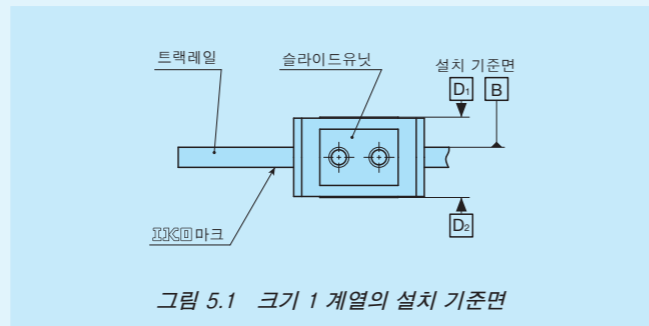 트랙레일
슬라이드유닛
설치 기준면
D₁ B
IKO마크
D₂
그림 5.1 크기 1 계열의 설치 기준면